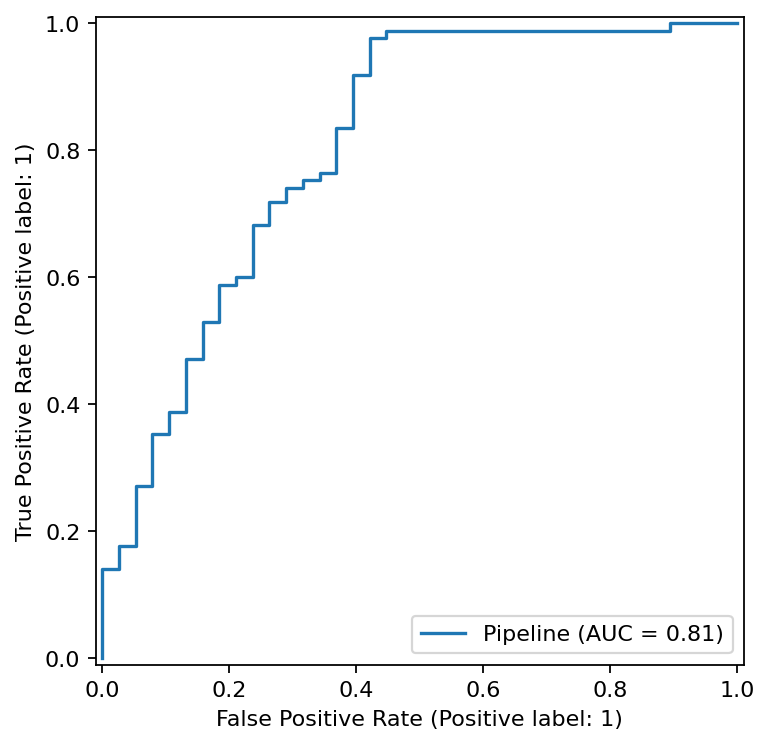 1.0
0.8
0.6
0.4
0.2
0.0
True Positive Rate (Positive label: 1)
Pipeline (AUC = 0.81)
0.0 0.2 0.4 0.6 0.8 1.0
False Positive Rate (Positive label: 1)